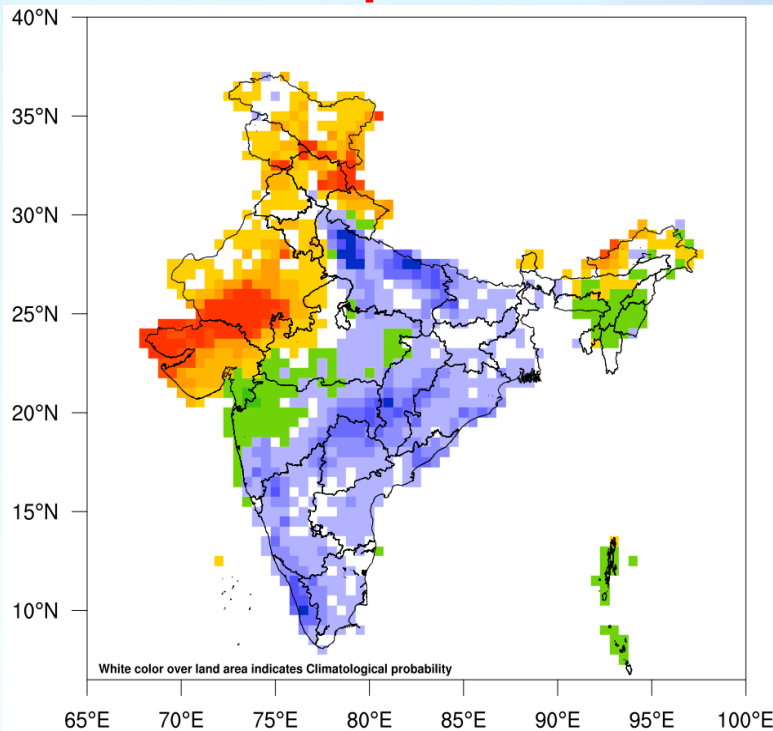 40°N
35°N
30°N
25°N
20°N
15°N
10°N
White color over land area indicates Climatological probability
65°E 70°E 75°E 80°E 85°E 90°E 95°E 100°E